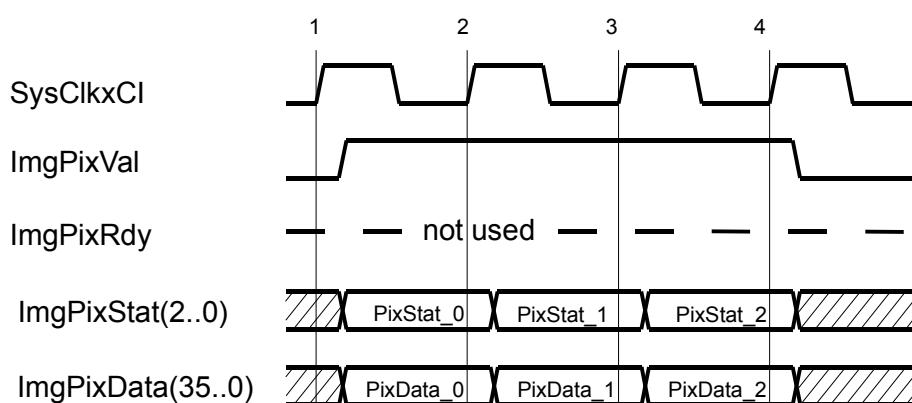 1 2 3 4
SysClkxCI
ImgPixVal
ImgPixRdy not used
ImgPixStat(2..0) PixStat_0 PixStat_1 PixStat_2
ImgPixData(35..0) PixData_0 PixData_1 PixData_2